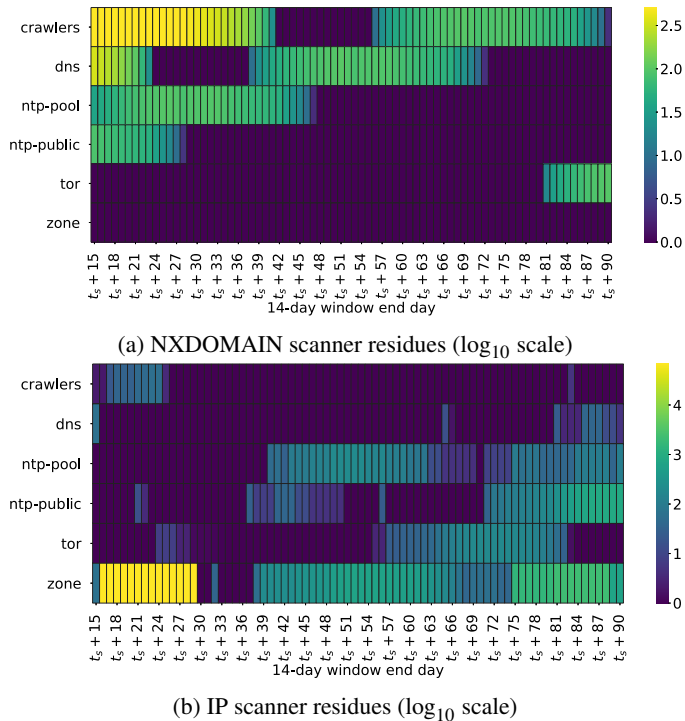 crawlers
dns
ntp-pool
ntp-public
tor
zone
2.5
2.0
1.5
1.0
0.5
0.0
t_s + 15
t_s + 18
t_s + 21
t_s + 24
t_s + 27
t_s + 30
t_s + 33
t_s + 36
t_s + 39
t_s + 42
t_s + 45
t_s + 48
t_s + 51
t_s + 54
t_s + 57
t_s + 60
t_s + 63
t_s + 66
t_s + 69
t_s + 72
t_s + 75
t_s + 78
t_s + 81
t_s + 84
t_s + 87
t_s + 90
14-day window end day
(a) NXDOMAIN scanner residues (log₁₀ scale)
crawlers
dns
ntp-pool
ntp-public
tor
zone
4
3
2
1
0
t_s + 15
t_s + 18
t_s + 21
t_s + 24
t_s + 27
t_s + 30
t_s + 33
t_s + 36
t_s + 39
t_s + 42
t_s + 45
t_s + 48
t_s + 51
t_s + 54
t_s + 57
t_s + 60
t_s + 63
t_s + 66
t_s + 69
t_s + 72
t_s + 75
t_s + 78
t_s + 81
t_s + 84
t_s + 87
t_s + 90
14-day window end day
(b) IP scanner residues (log₁₀ scale)